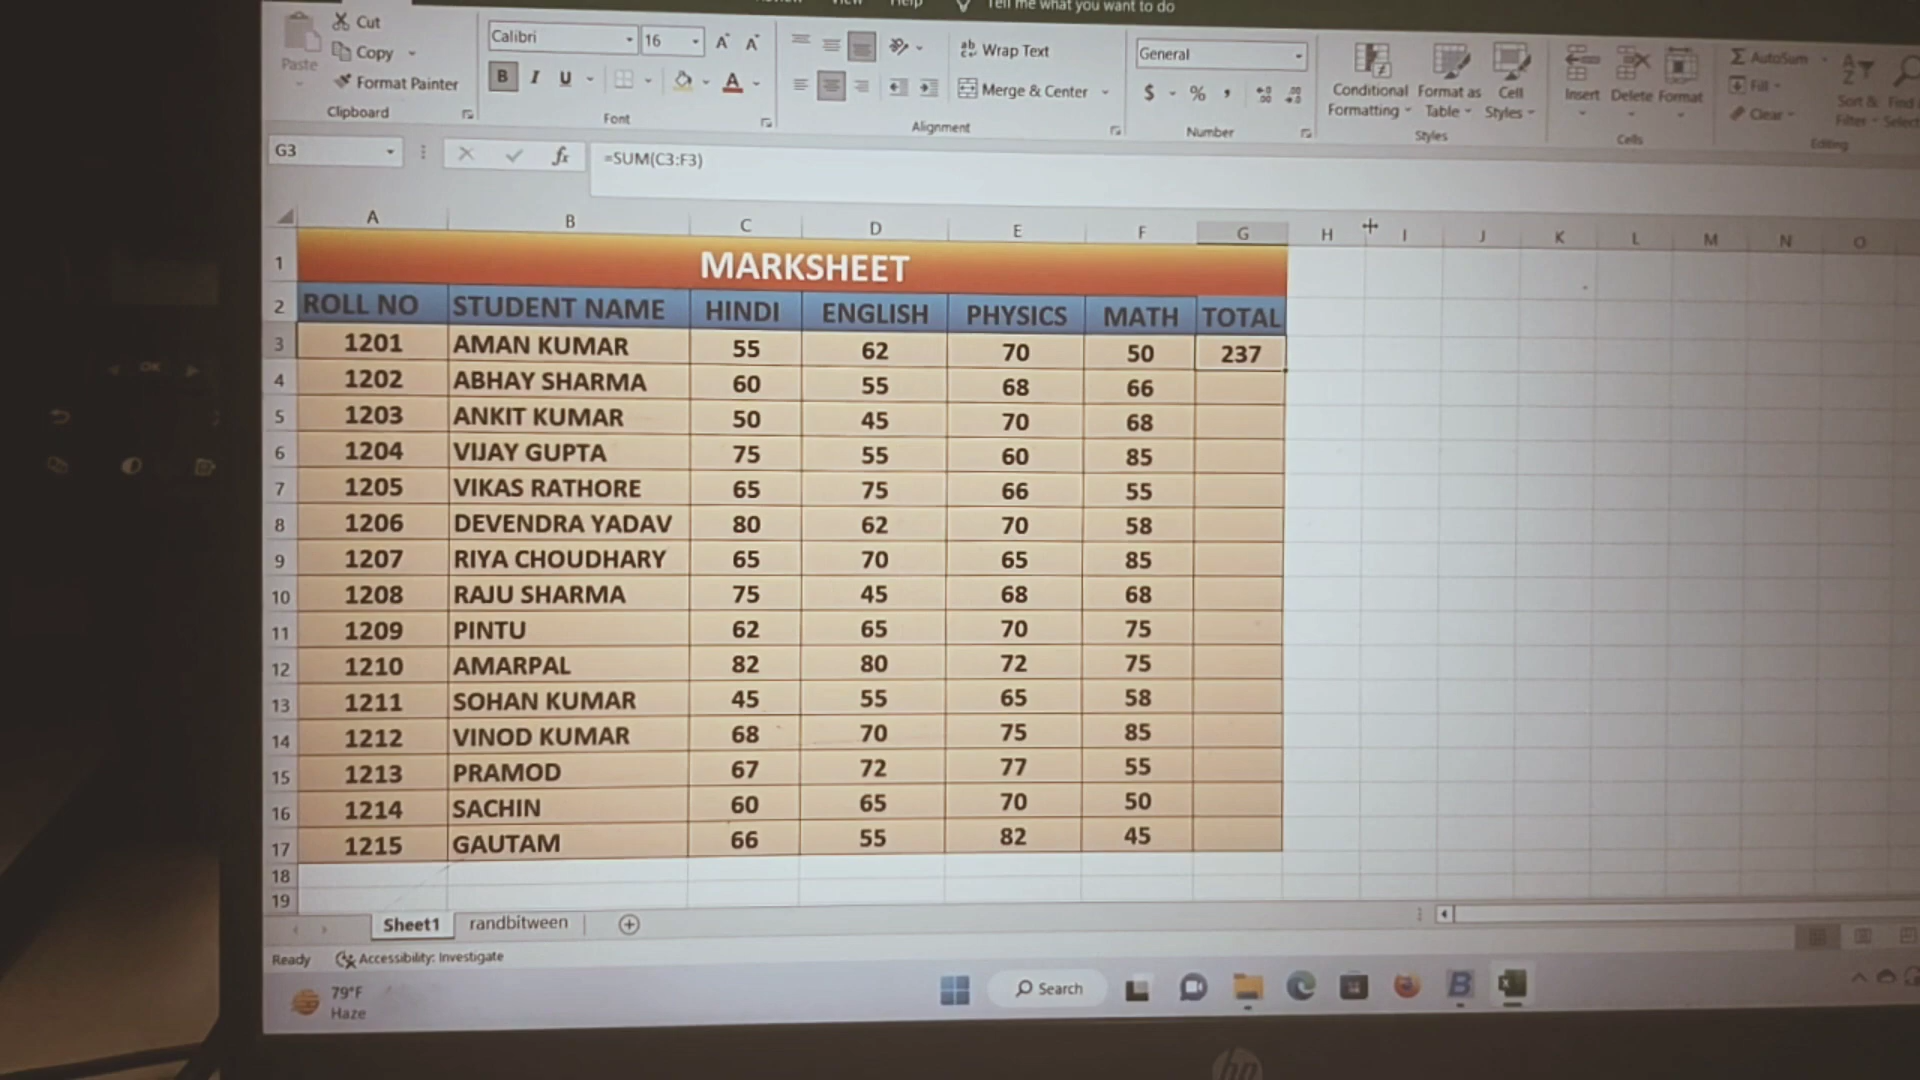 View Help Tell me what you want to do
Cut
Copy
Format Painter
Paste
Clipboard
Calibri 16 A A
B I U A
Font
Wrap Text
Merge & Center
Alignment
General
$ % ,
Number
Conditional Formatting
Format as Table
Cell Styles
Styles
Insert Delete Format
Cells
AutoSum
Fill
Clear
Sort & Filter
Editing
G3 fx =SUM(C3:F3)
A B C D E F G H I J K L M N O
1 MARKSHEET
2 ROLL NO STUDENT NAME HINDI ENGLISH PHYSICS MATH TOTAL
3 1201 AMAN KUMAR 55 62 70 50 237
4 1202 ABHAY SHARMA 60 55 68 66
5 1203 ANKIT KUMAR 50 45 70 68
6 1204 VIJAY GUPTA 75 55 60 85
7 1205 VIKAS RATHORE 65 75 66 55
8 1206 DEVENDRA YADAV 80 62 70 58
9 1207 RIYA CHOUDHARY 65 70 65 85
10 1208 RAJU SHARMA 75 45 68 68
11 1209 PINTU 62 65 70 75
12 1210 AMARPAL 82 80 72 75
13 1211 SOHAN KUMAR 45 55 65 58
14 1212 VINOD KUMAR 68 70 75 85
15 1213 PRAMOD 67 72 77 55
16 1214 SACHIN 60 65 70 50
17 1215 GAUTAM 66 55 82 45
18
19
Sheet1 randbitween
Ready Accessibility: Investigate
79°F
Haze
Search
hp